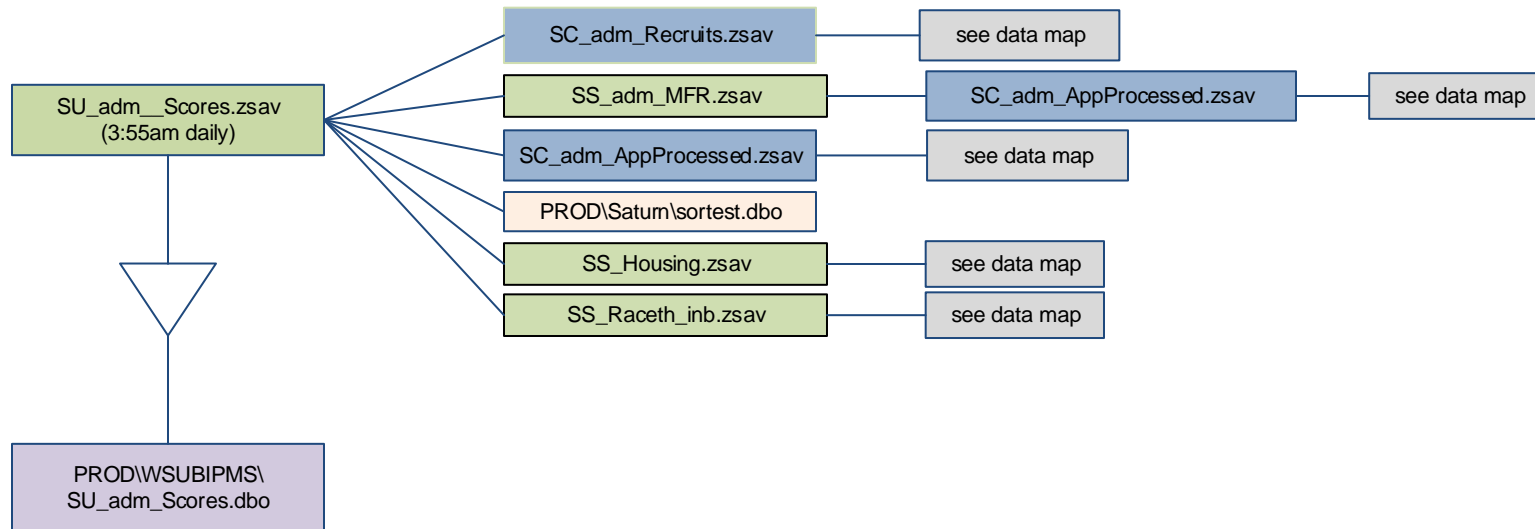 SC_adm_Recruits.zsav
see data map
SU_adm__Scores.zsav
(3:55am daily)
SS_adm_MFR.zsav
SC_adm_AppProcessed.zsav
see data map
SC_adm_AppProcessed.zsav
see data map
PROD\Saturn\sortest.dbo
SS_Housing.zsav
see data map
SS_Raceth_inb.zsav
see data map
PROD\WSUBIPMS\
SU_adm_Scores.dbo